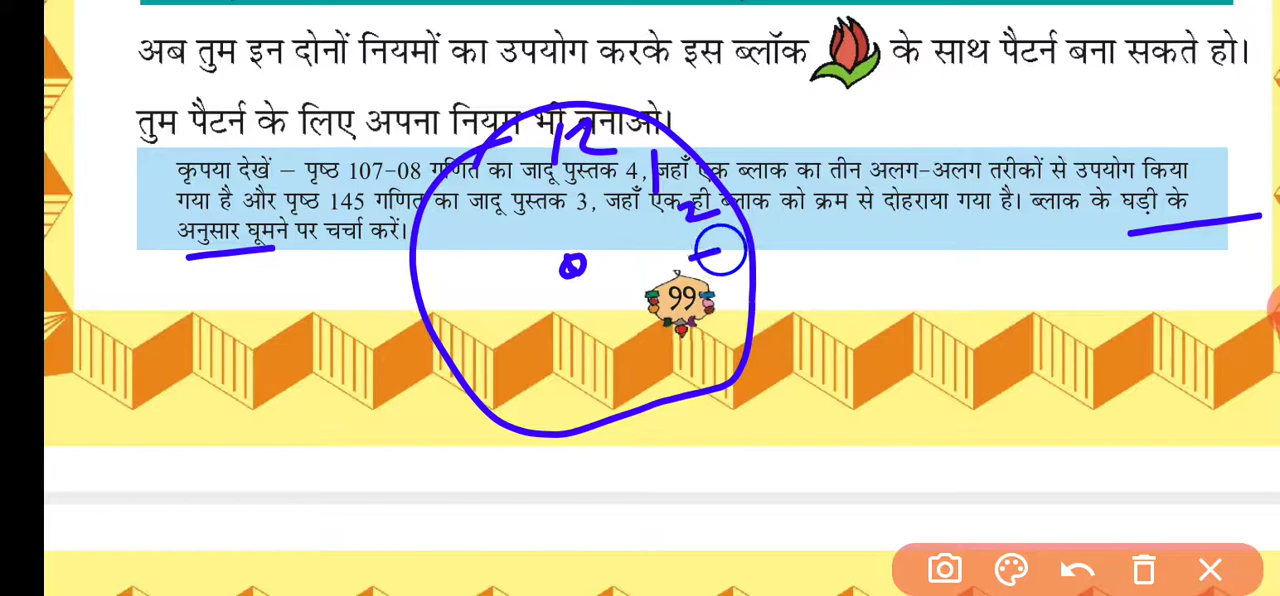 अब तुम इन दोनों नियमों का उपयोग करके इस ब्लॉक के साथ पैटर्न बना सकते हो।
तुम पैटर्न के लिए अपना नियम भी बनाओ।
12
कृपया देखें – पृष्ठ 107-08 गणित का जादू पुस्तक 4, जहाँ एक ब्लाक का तीन अलग-अलग तरीकों से उपयोग किया
1
गया है और पृष्ठ 145 गणित का जादू पुस्तक 3, जहाँ एक ही ब्लाक को क्रम से दोहराया गया है। ब्लाक के घड़ी के
2
अनुसार घूमने पर चर्चा करें।
99